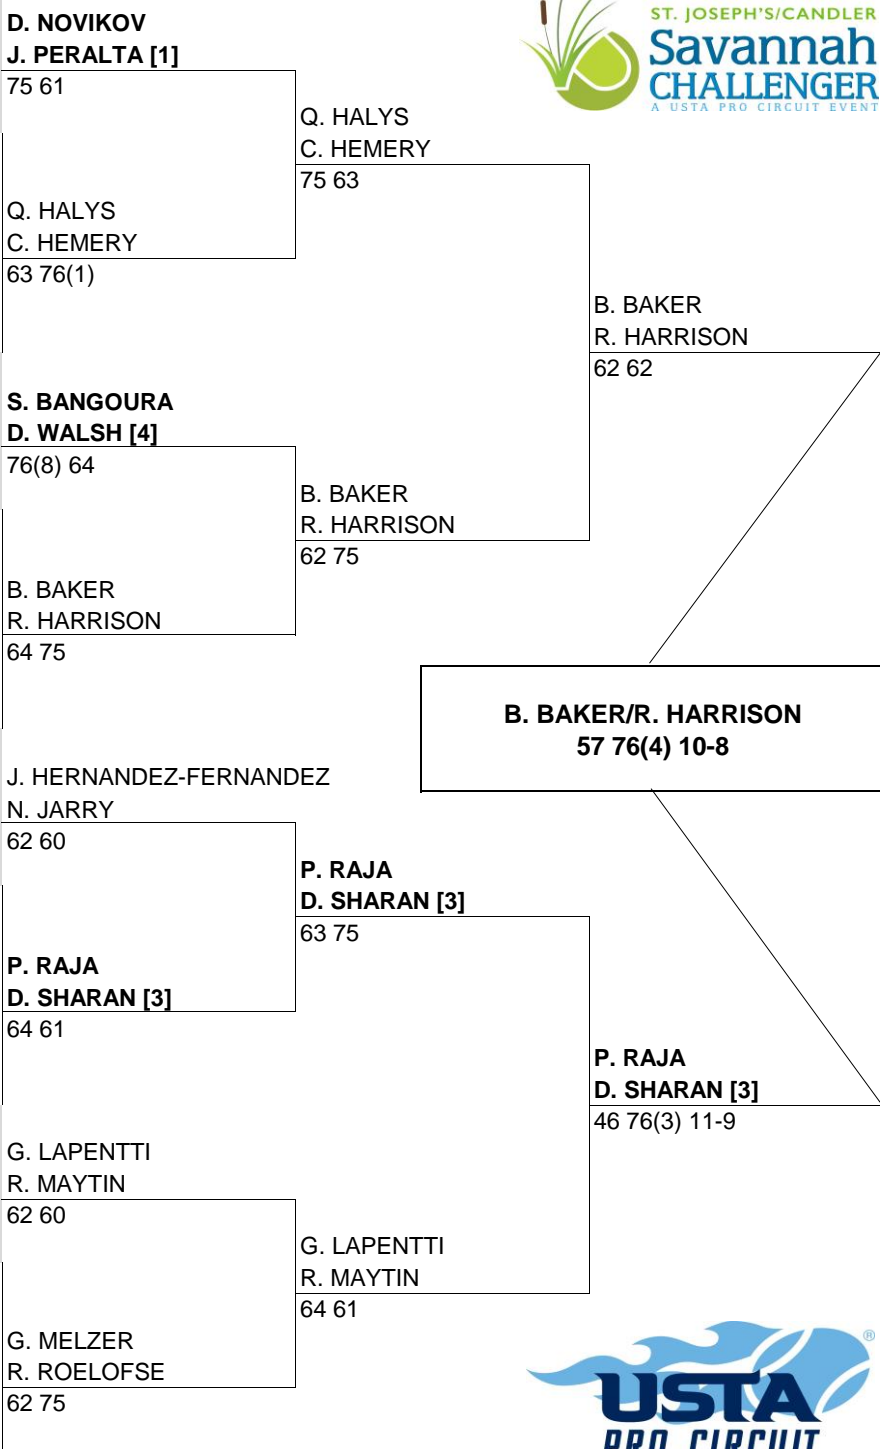 D. NOVIKOV
J. PERALTA [1]
75 61
Q. HALYS
C. HEMERY
63 76(1)
S. BANGOURA
D. WALSH [4]
76(8) 64
B. BAKER
R. HARRISON
64 75
J. HERNANDEZ-FERNANDEZ
N. JARRY
62 60
P. RAJA
D. SHARAN [3]
64 61
G. LAPENTTI
R. MAYTIN
62 60
G. MELZER
R. ROELOFSE
62 75
Q. HALYS
C. HEMERY
75 63
B. BAKER
R. HARRISON
62 75
P. RAJA
D. SHARAN [3]
63 75
G. LAPENTTI
R. MAYTIN
64 61
ST. JOSEPH'S/CANDLER
Savannah
CHALLENGER
A USTA PRO CIRCUIT EVENT
B. BAKER
R. HARRISON
62 62
B. BAKER/R. HARRISON
57 76(4) 10-8
P. RAJA
D. SHARAN [3]
46 76(3) 11-9
®
USTA
PRO CIRCUIT